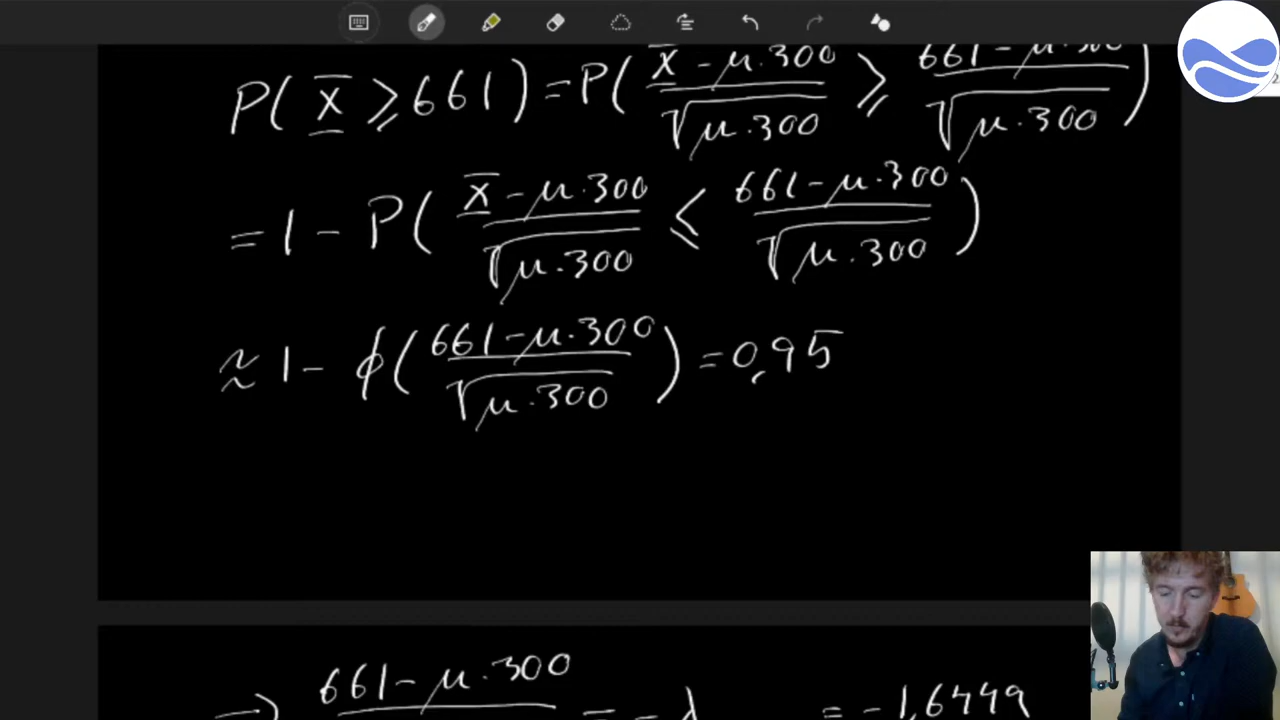 P( x̄ ≥ 661 ) = P( (x̄ - μ.300)/√(μ.300) ≥ (661 - μ.300)/√(μ.300) )
= 1 - P( (x̄ - μ.300)/√(μ.300) ≤ (661 - μ.300)/√(μ.300) )
≈ 1 - ϕ( (661 - μ.300)/√(μ.300) ) = 0,95
661 - μ.300
= - λ = - 1,6449